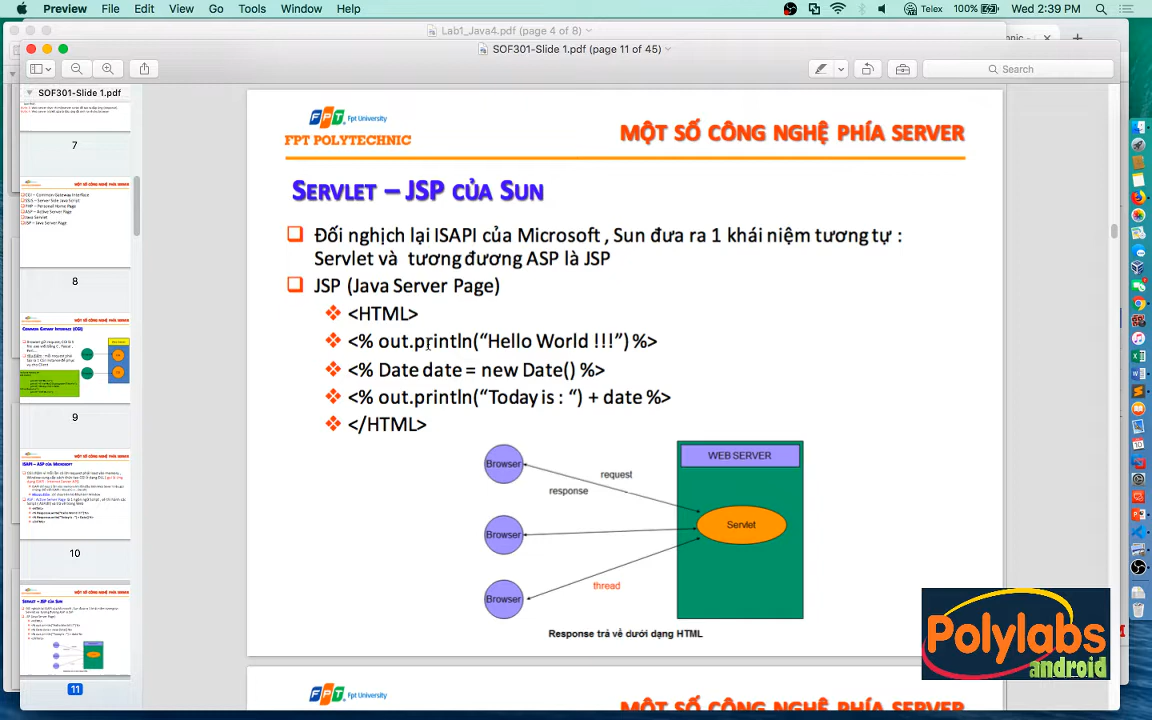 Preview File Edit View Go Tools Window Help
Telex 100% Wed 2:39 PM
Lab1_Java4.pdf (page 4 of 8)
SOF301-Slide 1.pdf (page 11 of 45)
Search
SOF301-Slide 1.pdf
7
8
9
10
11
FPT Fpt University
FPT POLYTECHNIC
MỘT SỐ CÔNG NGHỆ PHÍA SERVER
SERVLET – JSP CỦA SUN
Đối nghịch lại ISAPI của Microsoft , Sun đưa ra 1 khái niệm tương tự :
Servlet và tương đương ASP là JSP
JSP (Java Server Page)
<HTML>
<% out.println(“Hello World !!!”) %>
<% Date date = new Date() %>
<% out.println(“Today is : “) + date %>
</HTML>
Browser
request
response
WEB SERVER
Servlet
Browser
thread
Browser
Response trả về dưới dạng HTML
Polylabs
android
FPT Fpt University
MỘT SỐ CÔNG NGHỆ PHÍA SERVER